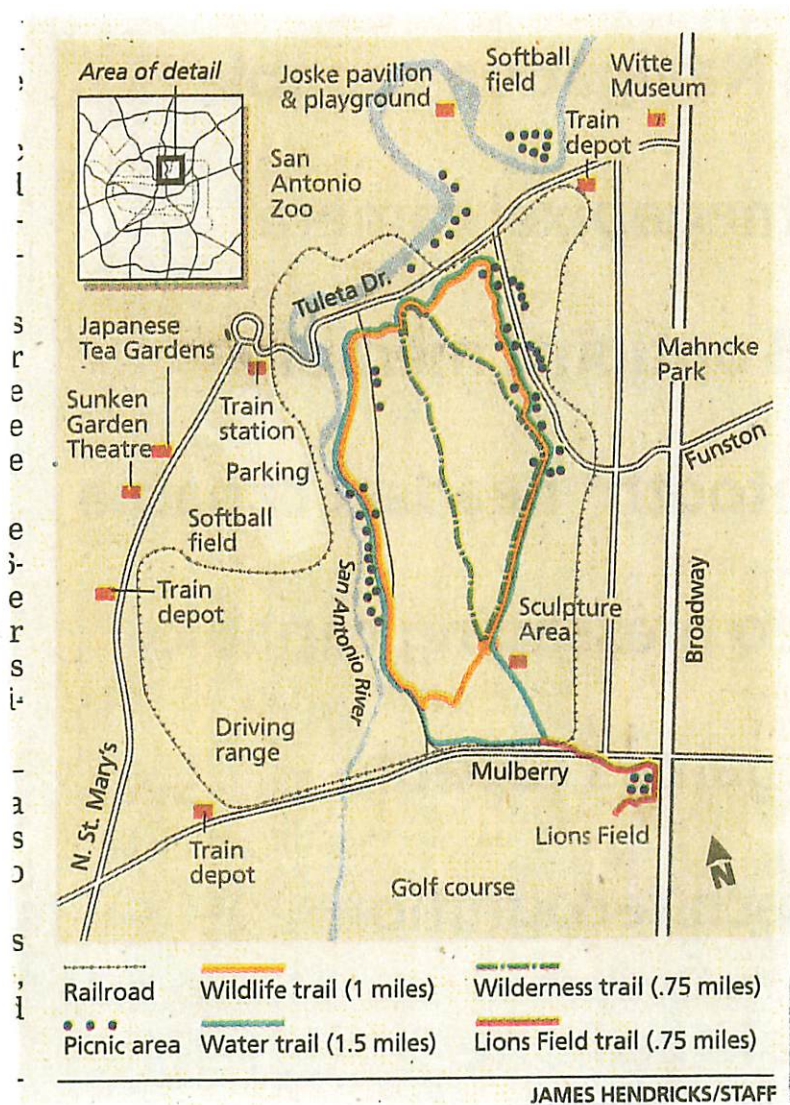 Area of detail
Joske pavilion
& playground
Softball
field
Witte
Museum
Train
depot
San
Antonio
Zoo
Tuleta Dr.
Japanese
Tea Gardens
Sunken
Garden
Theatre
Train
station
Parking
Softball
field
Mahncke
Park
Funston
Train
depot
San Antonio River
Sculpture
Area
Broadway
Driving
range
N. St. Mary's
Mulberry
Train
depot
Lions Field
Golf course
N
Railroad
Wildlife trail (1 miles)
Wilderness trail (.75 miles)
Picnic area
Water trail (1.5 miles)
Lions Field trail (.75 miles)
JAMES HENDRICKS/STAFF